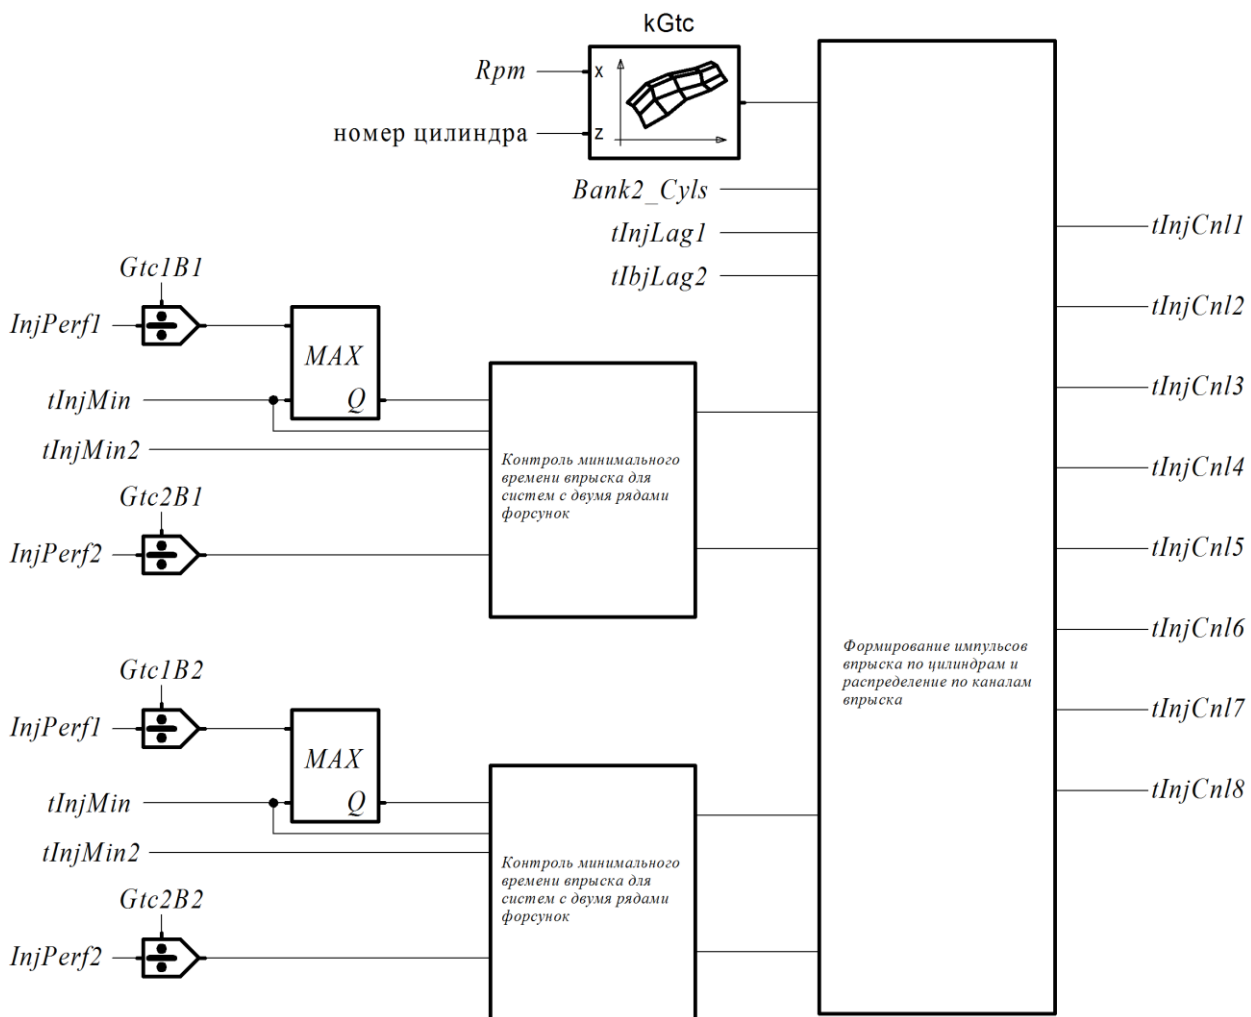 kGtc
Rpm
X
номер цилиндра
Z
Bank2_Cyls
tInjLag1
tIbjLag2
Gtc1B1
InjPerf1
MAX
tInjMin
Q
tInjMin2
Gtc2B1
InjPerf2
Контроль минимального
времени впрыска для
систем с двумя рядами
форсунок
Gtc1B2
InjPerf1
MAX
tInjMin
Q
tInjMin2
Gtc2B2
InjPerf2
Контроль минимального
времени впрыска для
систем с двумя рядами
форсунок
Формирование импульсов
впрыска по цилиндрам и
распределение по каналам
впрыска
tInjCnl1
tInjCnl2
tInjCnl3
tInjCnl4
tInjCnl5
tInjCnl6
tInjCnl7
tInjCnl8